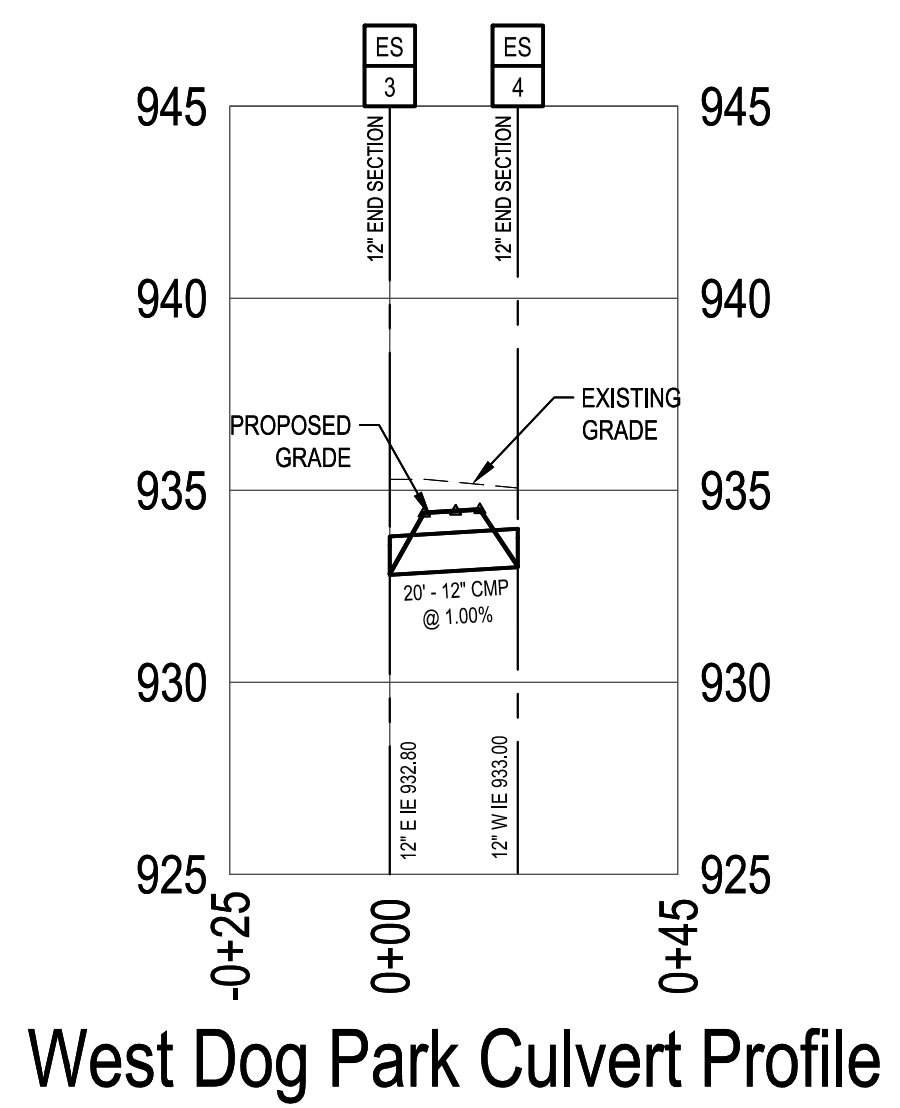 ES
ES
3
4
945
945
12" END SECTION
12" END SECTION
940
940
EXISTING
GRADE
PROPOSED
GRADE
935
935
20' - 12" CMP
@ 1.00%
930
930
12" E IE 932.80
12" W IE 933.00
925
925
-0+25
0+00
0+45
West Dog Park Culvert Profile